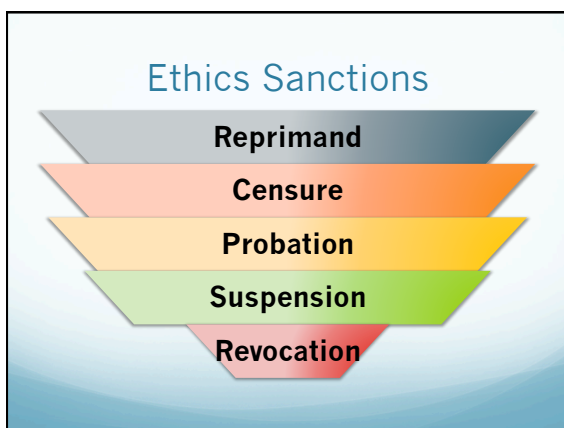 Ethics Sanctions
Reprimand
Censure
Probation
Suspension
Revocation